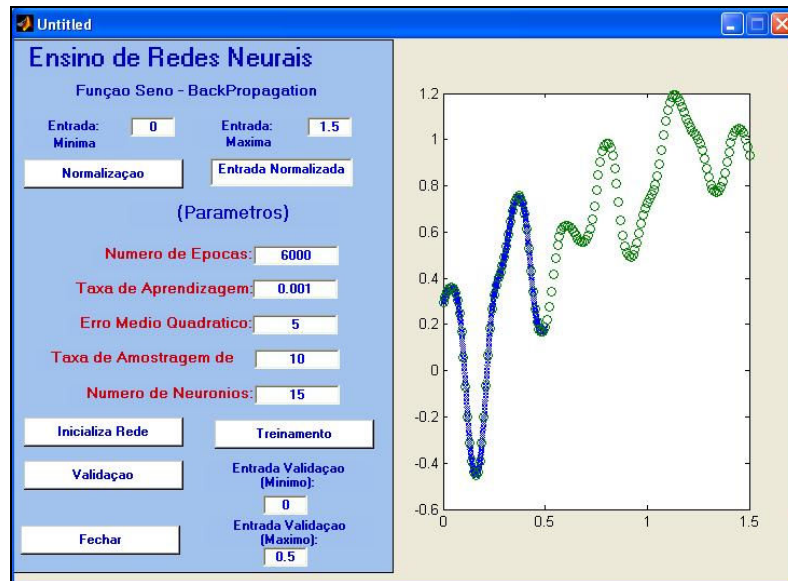 Untitled
Ensino de Redes Neurais
Funçao Seno - BackPropagation
Entrada:
Minima
0
Entrada:
Maxima
1.5
Normalizaçao
Entrada Normalizada
(Parametros)
Numero de Epocas:
6000
Taxa de Aprendizagem:
0.001
Erro Medio Quadratico:
5
Taxa de Amostragem de
10
Numero de Neuronios:
15
Inicializa Rede
Treinamento
Validaçao
Entrada Validaçao
(Minimo):
0
Fechar
Entrada Validaçao
(Maximo):
0.5
1.2
1
0.8
0.6
0.4
0.2
0
-0.2
-0.4
-0.6
0
0.5
1
1.5